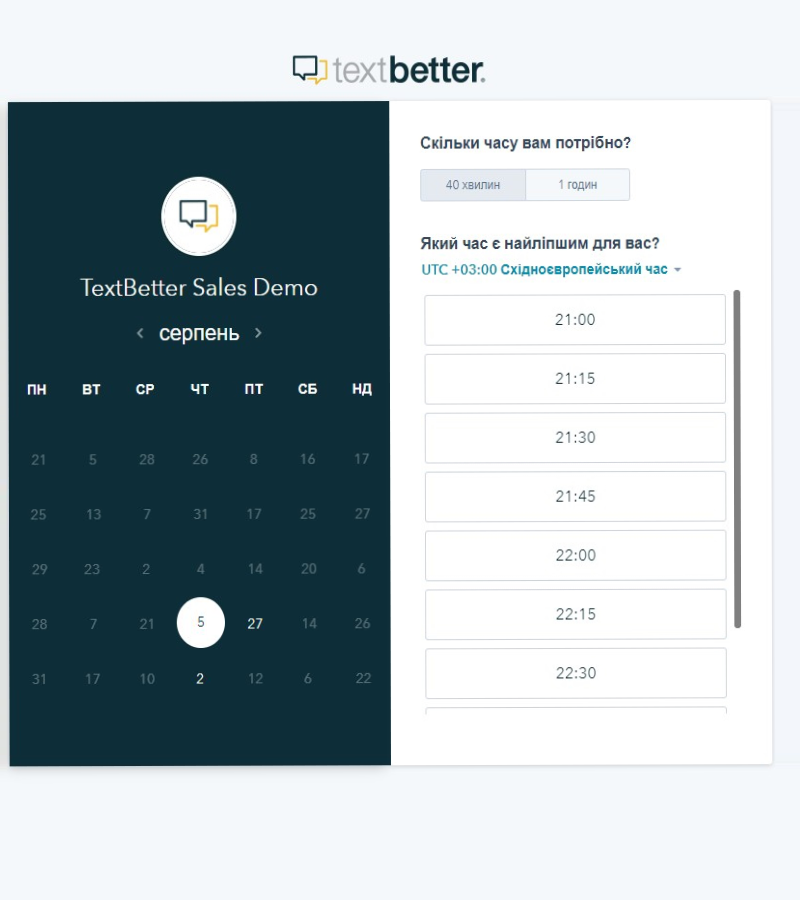 textbetter.
TextBetter Sales Demo
серпень
ПН ВТ СР ЧТ ПТ СБ НД
21 5 28 26 8 16 17
25 13 7 31 17 25 27
29 23 2 4 14 20 6
28 7 21 5 27 14 26
31 17 10 2 12 6 22
Скільки часу вам потрібно?
40 хвилин 1 годин
Який час є найліпшим для вас?
UTC +03:00 Східноєвропейський час
21:00
21:15
21:30
21:45
22:00
22:15
22:30